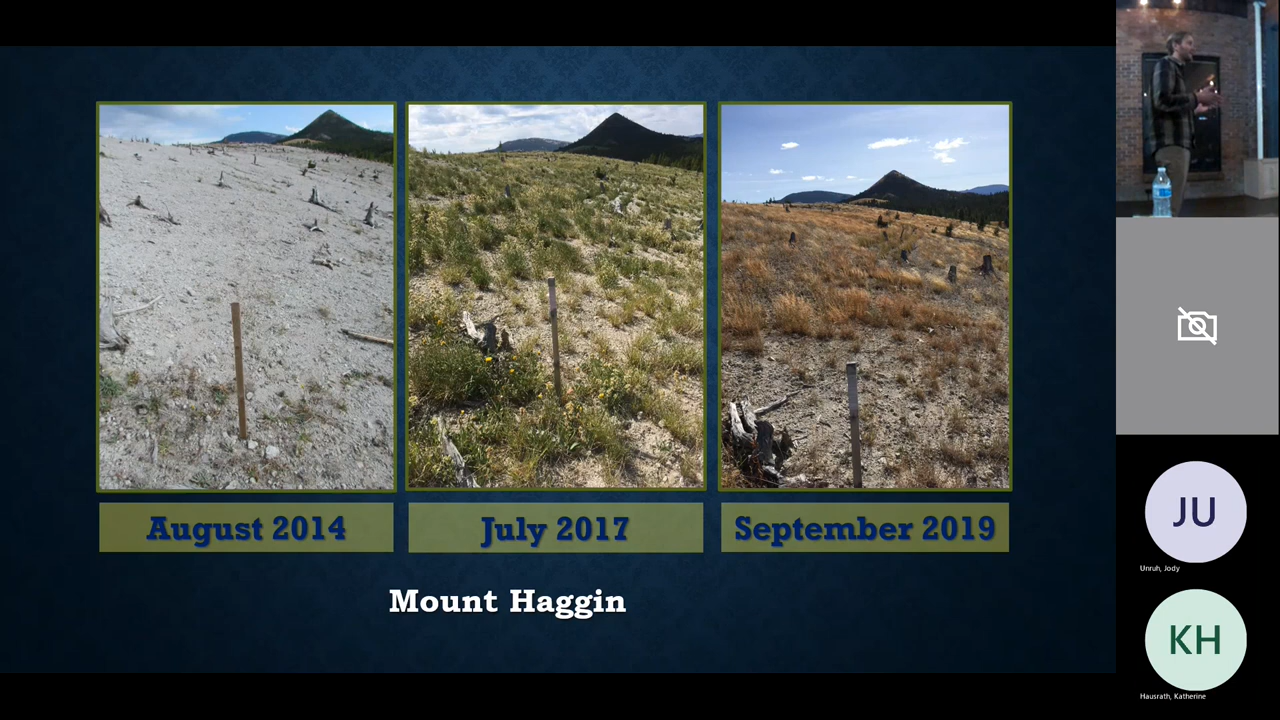 August 2014
July 2017
September 2019
Mount Haggin
JU
Unruh, Jody
KH
Hausrath, Katherine